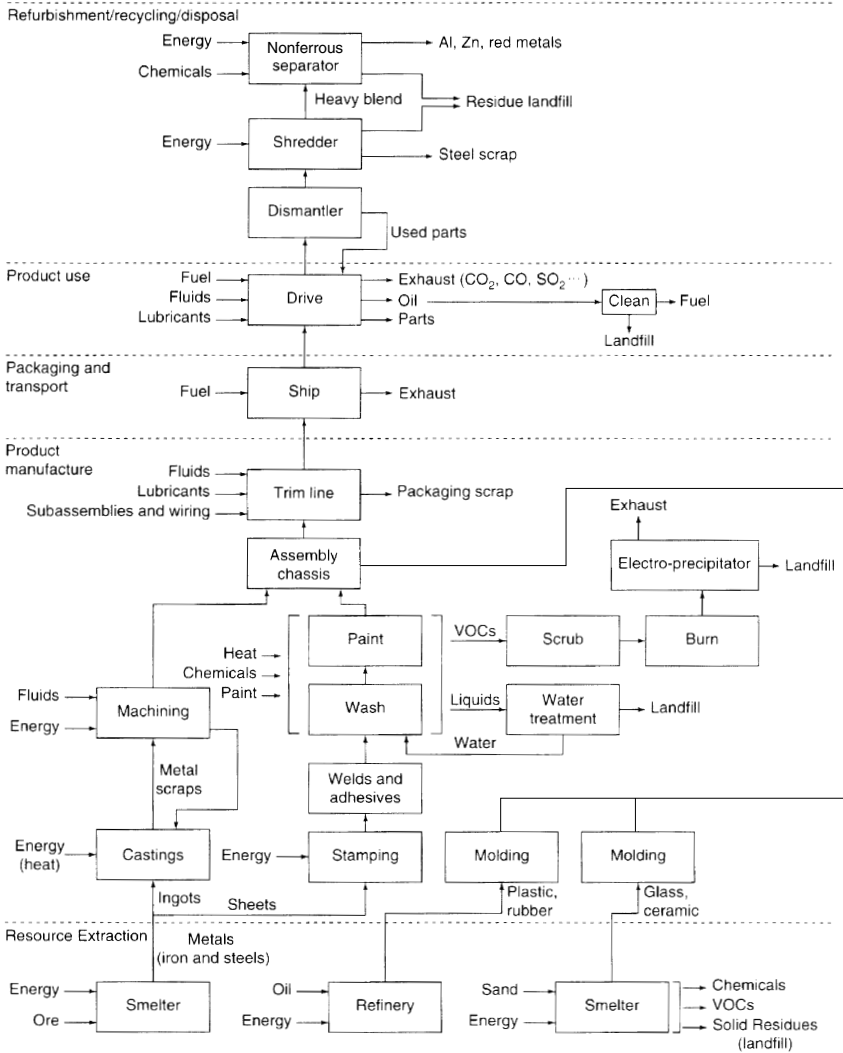 Refurbishment/recycling/disposal
Energy
Nonferrous
separator
Al, Zn, red metals
Chemicals
Heavy blend
Residue landfill
Energy
Shredder
Steel scrap
Dismantler
Used parts
Product use
Fuel
Fluids
Lubricants
Drive
Exhaust (CO2, CO, SO2 ···)
Oil
Parts
Clean
Fuel
Landfill
Packaging and
transport
Fuel
Ship
Exhaust
Product
manufacture
Fluids
Lubricants
Subassemblies and wiring
Trim line
Packaging scrap
Exhaust
Assembly
chassis
Electro-precipitator
Landfill
Heat
Chemicals
Paint
Paint
VOCs
Scrub
Burn
Wash
Liquids
Water
treatment
Landfill
Water
Fluids
Energy
Machining
Metal
scraps
Welds and
adhesives
Energy
(heat)
Castings
Energy
Stamping
Molding
Molding
Ingots
Sheets
Plastic,
rubber
Glass,
ceramic
Resource Extraction
Metals
(iron and steels)
Energy
Ore
Smelter
Oil
Energy
Refinery
Sand
Energy
Smelter
Chemicals
VOCs
Solid Residues
(landfill)